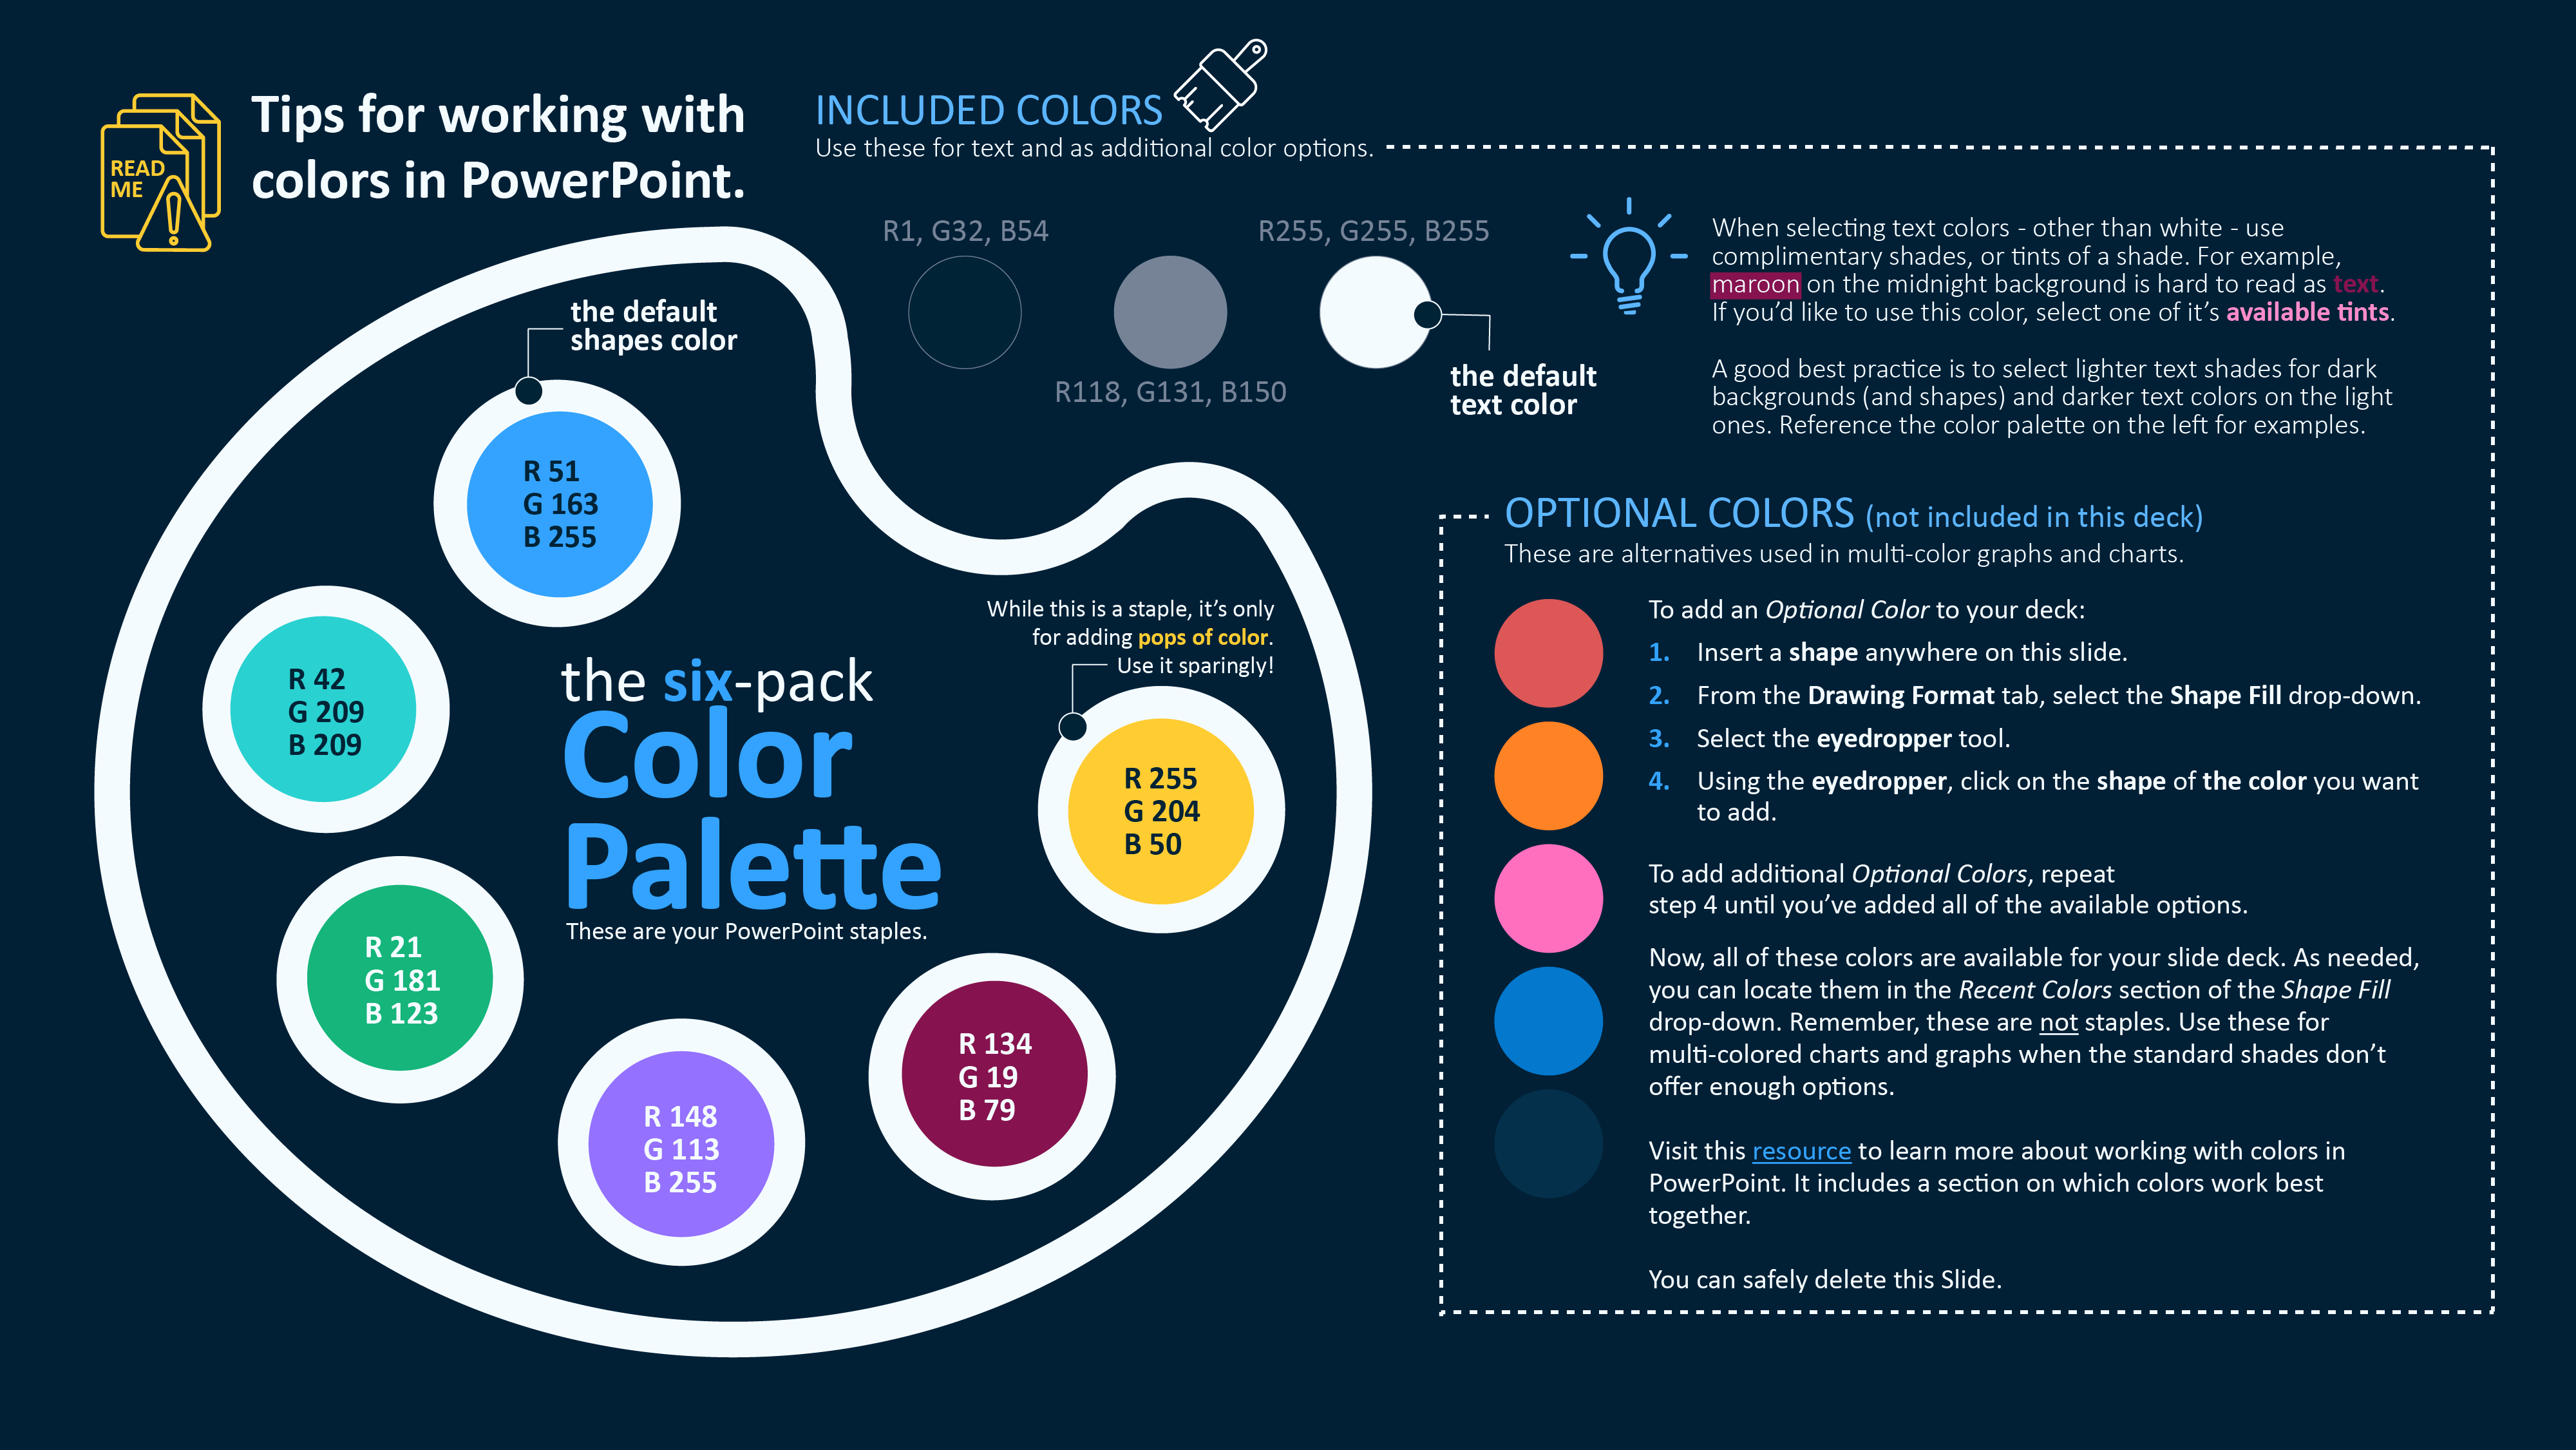 READ
ME
Tips for working with
colors in PowerPoint.
INCLUDED COLORS
Use these for text and as additional color options.
R1, G32, B54
R255, G255, B255
R118, G131, B150
the default
text color
When selecting text colors - other than white - use
complimentary shades, or tints of a shade. For example,
maroon on the midnight background is hard to read as text.
If you’d like to use this color, select one of it’s available tints.
A good best practice is to select lighter text shades for dark
backgrounds (and shapes) and darker text colors on the light
ones. Reference the color palette on the left for examples.
the default
shapes color
R 51
G 163
B 255
R 42
G 209
B 209
R 21
G 181
B 123
R 148
G 113
B 255
R 134
G 19
B 79
While this is a staple, it’s only
for adding pops of color.
Use it sparingly!
R 255
G 204
B 50
the six-pack
Color
Palette
These are your PowerPoint staples.
OPTIONAL COLORS (not included in this deck)
These are alternatives used in multi-color graphs and charts.
To add an Optional Color to your deck:
1. Insert a shape anywhere on this slide.
2. From the Drawing Format tab, select the Shape Fill drop-down.
3. Select the eyedropper tool.
4. Using the eyedropper, click on the shape of the color you want
to add.
To add additional Optional Colors, repeat
step 4 until you’ve added all of the available options.
Now, all of these colors are available for your slide deck. As needed,
you can locate them in the Recent Colors section of the Shape Fill
drop-down. Remember, these are not staples. Use these for
multi-colored charts and graphs when the standard shades don’t
offer enough options.
Visit this resource to learn more about working with colors in
PowerPoint. It includes a section on which colors work best
together.
You can safely delete this Slide.